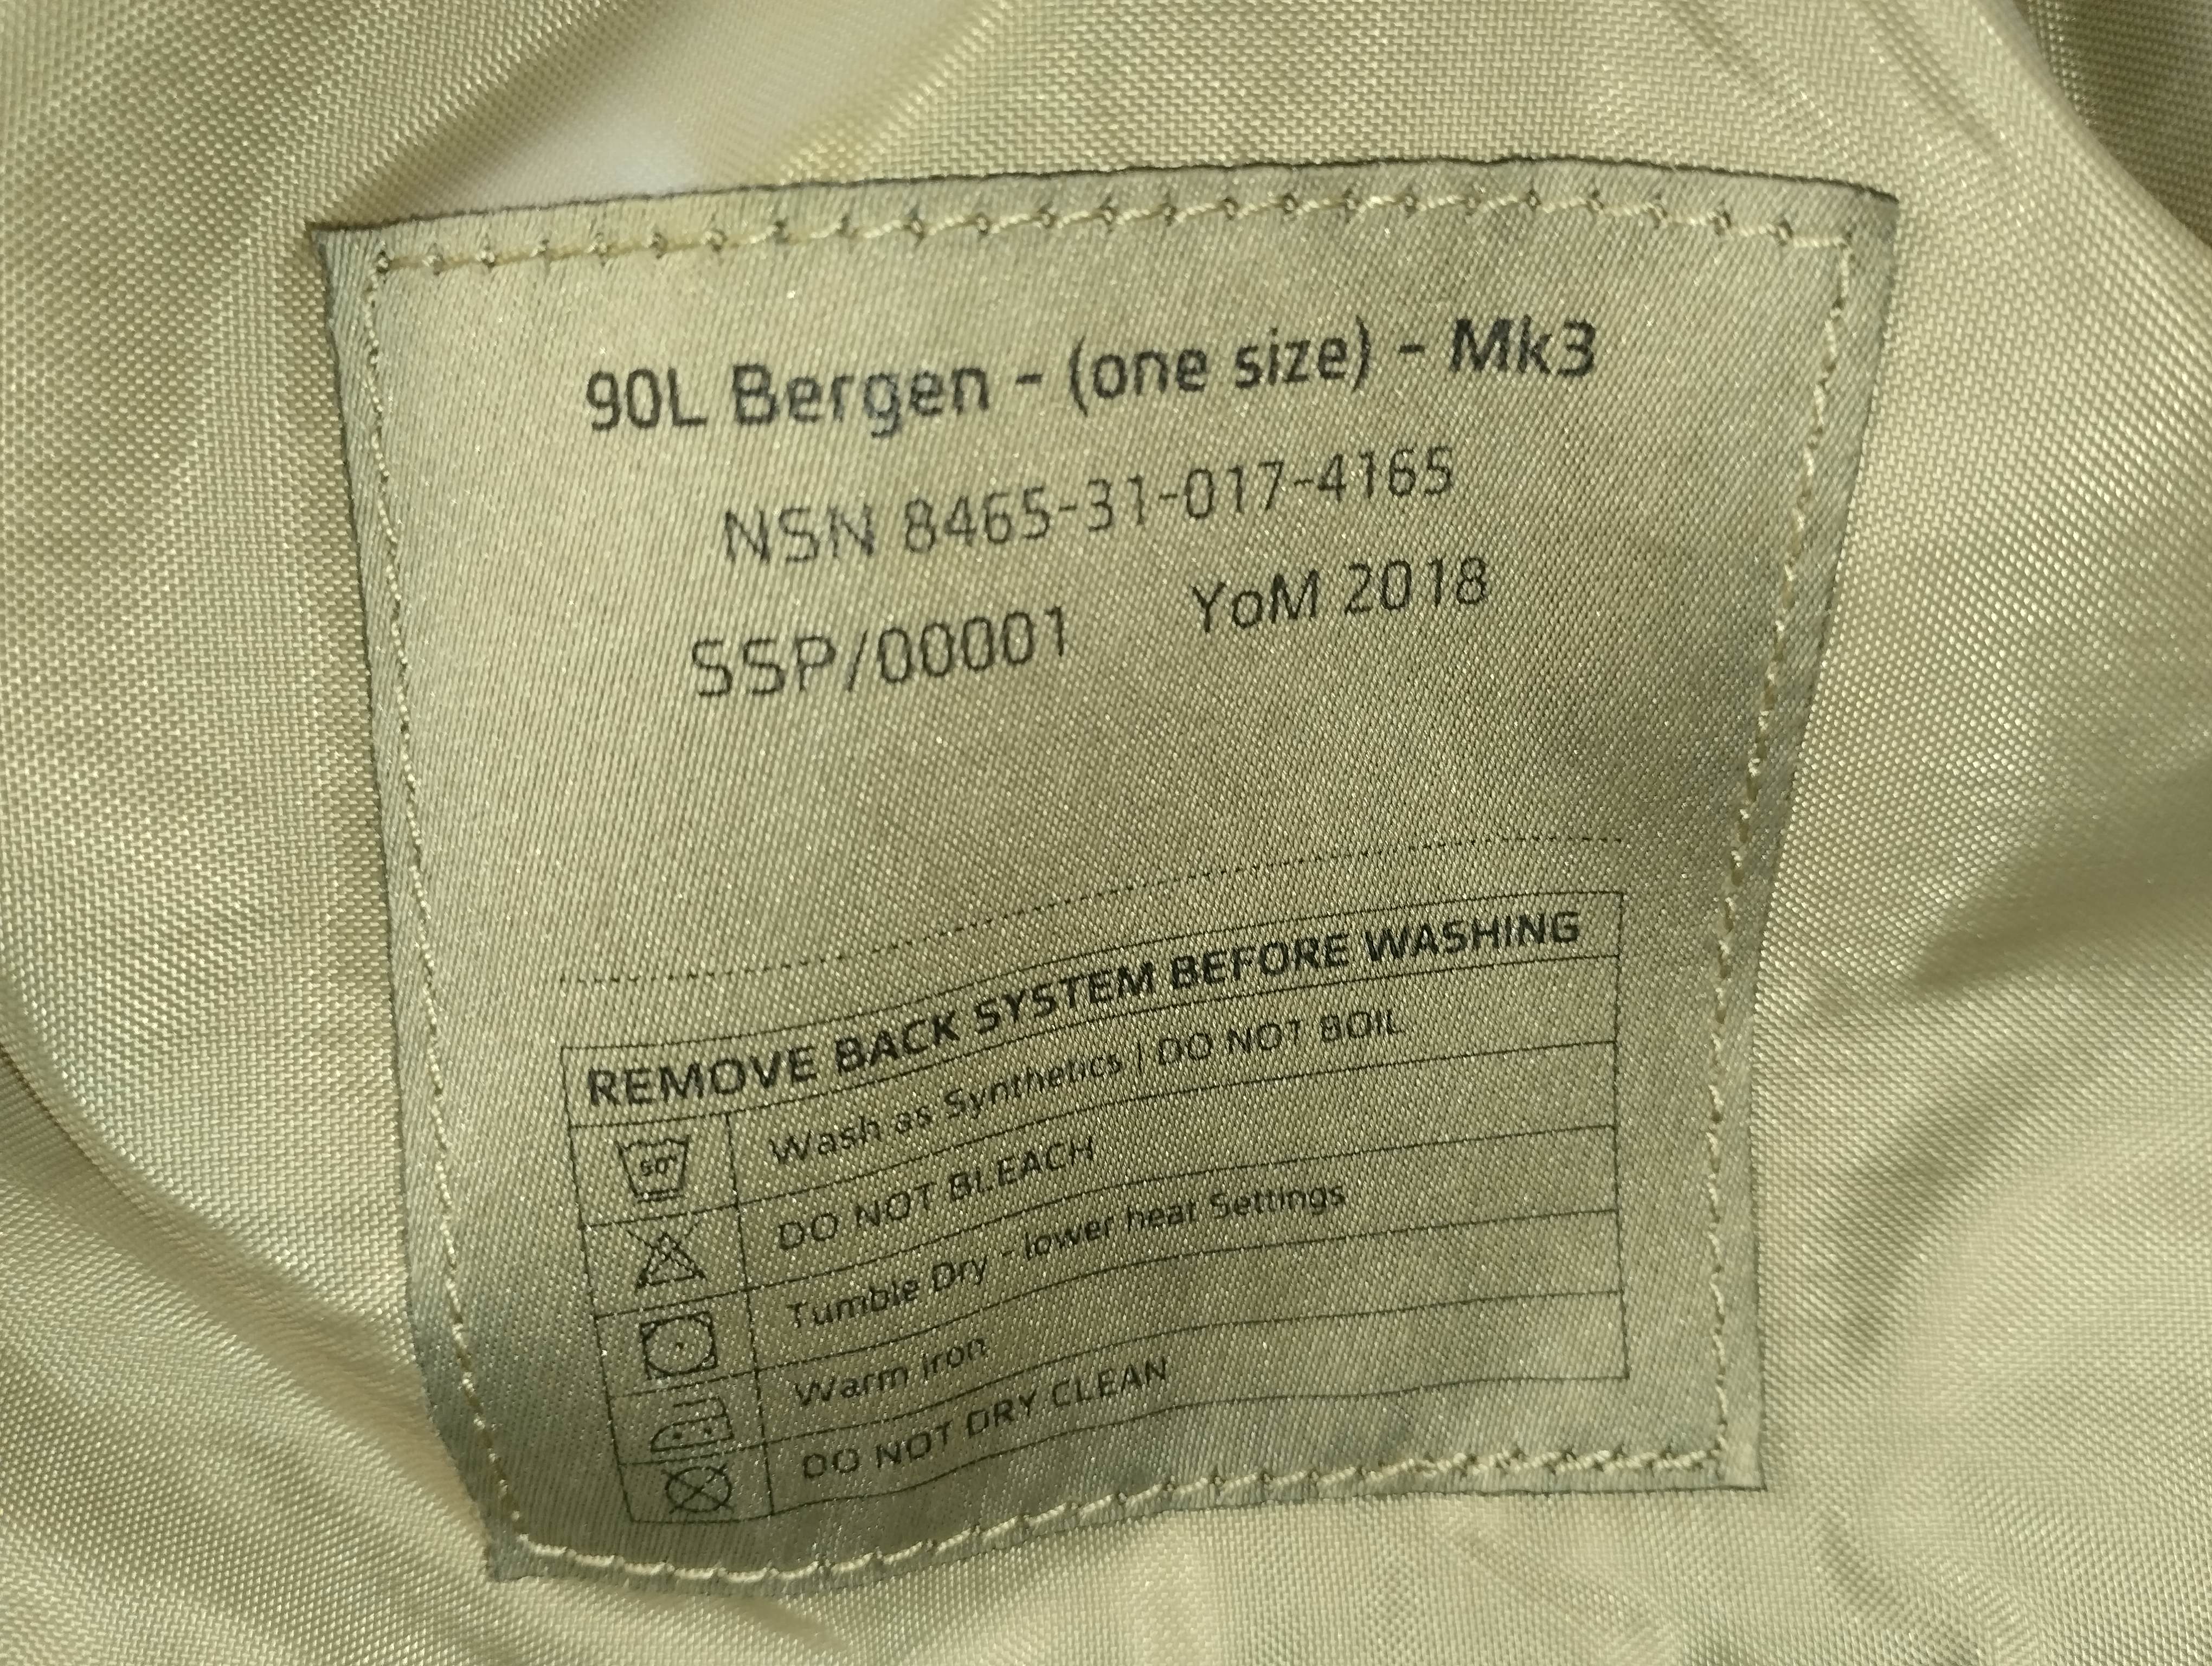 90L Bergen - (one size) - Mk3
NSN 8465-31-017-4165
SSP/00001 YoM 2018
REMOVE BACK SYSTEM BEFORE WASHING
50° Wash as Synthetics | DO NOT BOIL
DO NOT BLEACH
Tumble Dry - lower heat Settings
Warm iron
DO NOT DRY CLEAN